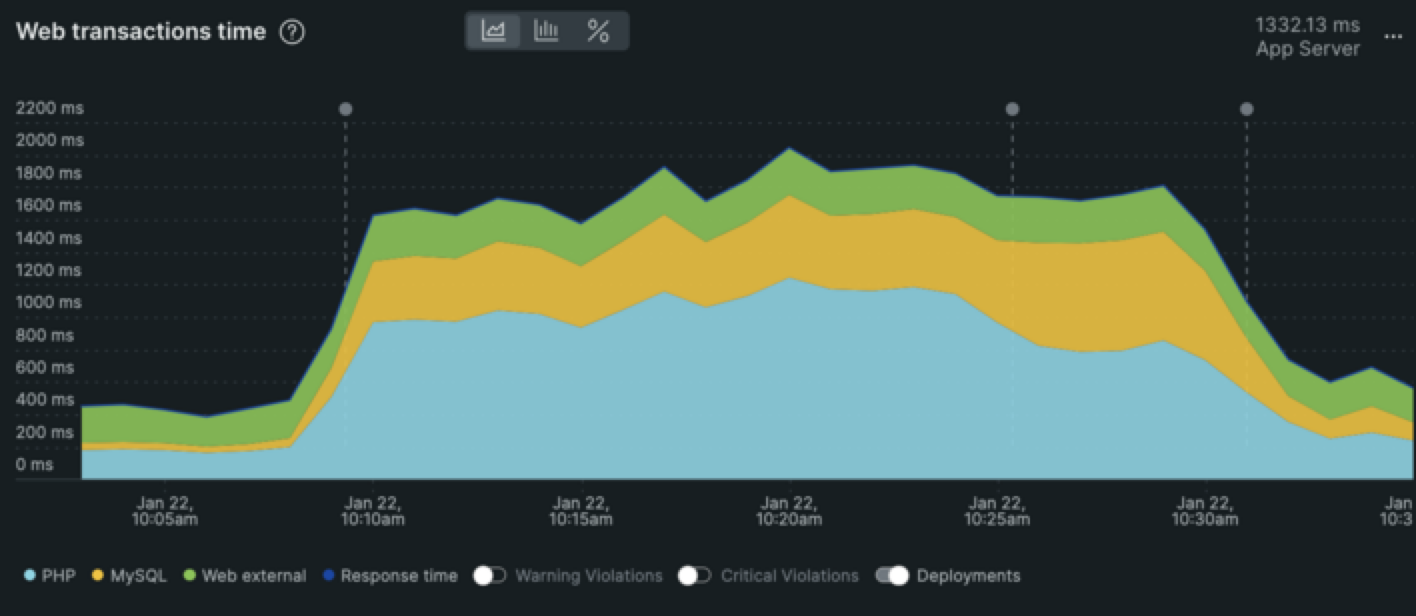 Web transactions time ?
%
1332.13 ms
App Server
...
2200 ms
2000 ms
1800 ms
1600 ms
1400 ms
1200 ms
1000 ms
800 ms
600 ms
400 ms
200 ms
0 ms
Jan 22,
10:05am
Jan 22,
10:10am
Jan 22,
10:15am
Jan 22,
10:20am
Jan 22,
10:25am
Jan 22,
10:30am
Jan
10:3
PHP MySQL Web external Response time Warning Violations Critical Violations Deployments